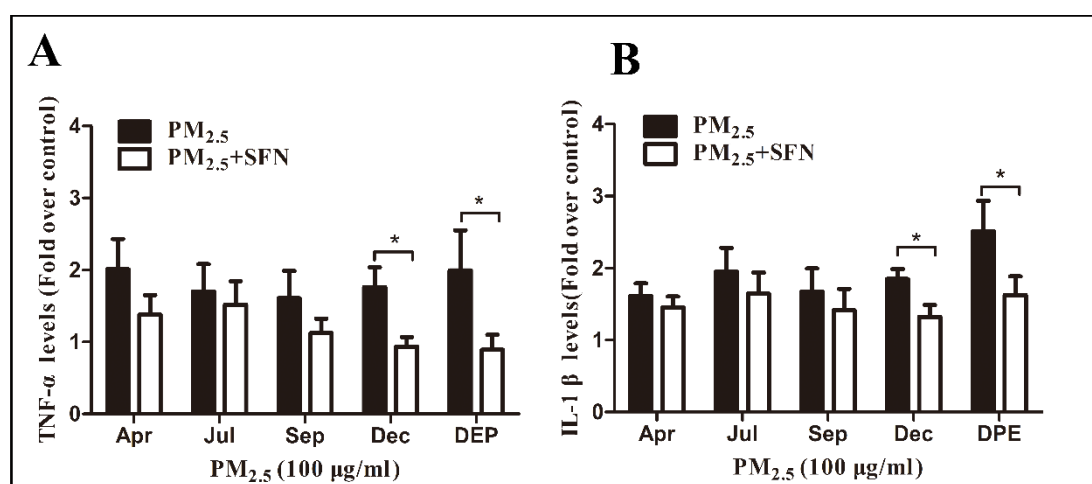 A
TNF-α levels (Fold over control)
4
3
2
1
0
PM2.5
PM2.5+SFN
*
*
Apr Jul Sep Dec DEP
PM2.5 (100 μg/ml)
B
IL-1 β levels(Fold over control)
4
3
2
1
0
PM2.5
PM2.5+SFN
*
*
Apr Jul Sep Dec DPE
PM2.5 (100 μg/ml)